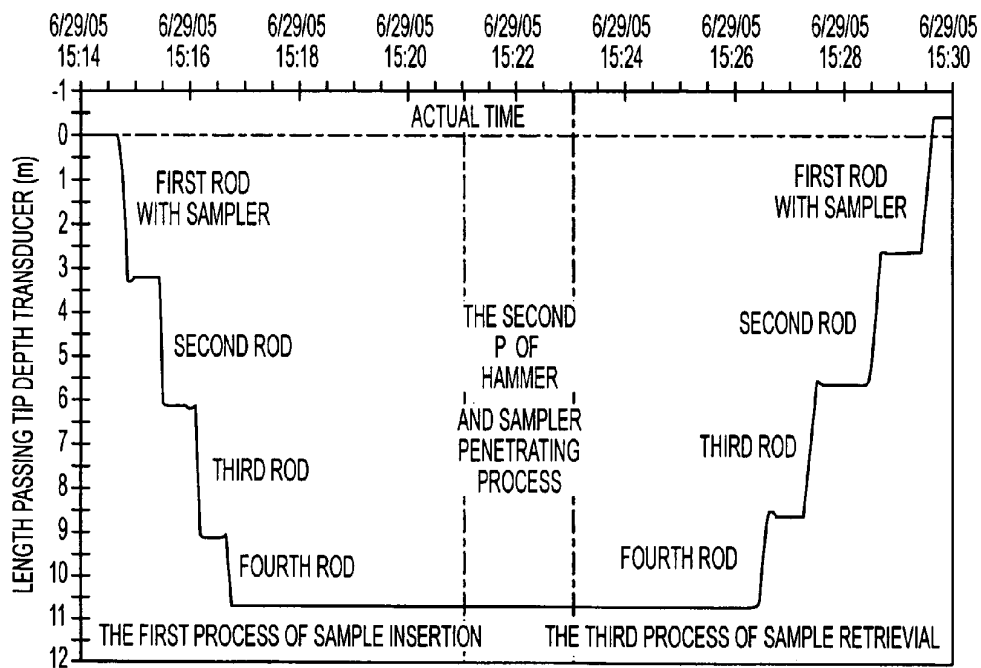 6/29/05 6/29/05 6/29/05 6/29/05 6/29/05 6/29/05 6/29/05 6/29/05 6/29/05
15:14 15:16 15:18 15:20 15:22 15:24 15:26 15:28 15:30
-1
0
1
2
3
4
5
6
7
8
9
10
11
12
LENGTH PASSING TIP DEPTH TRANSDUCER (m)
ACTUAL TIME
FIRST ROD
WITH SAMPLER
SECOND ROD
THIRD ROD
FOURTH ROD
THE SECOND
P OF
HAMMER
AND SAMPLER
PENETRATING
PROCESS
FIRST ROD
WITH SAMPLER
SECOND ROD
THIRD ROD
FOURTH ROD
THE FIRST PROCESS OF SAMPLE INSERTION
THE THIRD PROCESS OF SAMPLE RETRIEVIAL